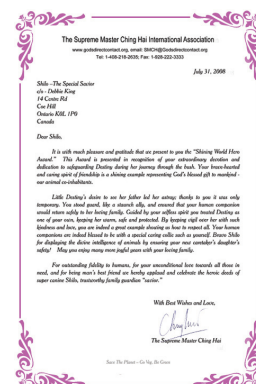 The Supreme Master Ching Hai International Association
www.godsdirectcontact.org, email: SMCH@Godsdirectcontact.org
Tel: 1-408-218-2635; Fax: 1-928-222-3333
July 31, 2008
Shilo –The Special Savior
c/o - Debbie King
14 Centre Rd
Coe Hill
Ontario K0L 1P0
Canada
Dear Shilo,
It is with much pleasure and gratitude that we present to you the "Shining World Hero
Award." This Award is presented in recognition of your extraordinary devotion and
dedication to safeguarding Destiny during her journey through the bush. Your brave-hearted
and caring spirit of friendship is a shining example representing God's blessed gift to mankind -
our animal co-inhabitants.
Little Destiny's desire to see her father led her astray; thanks to you it was only
temporary. You stood guard, like a staunch ally, and ensured that your human companion
would return safely to her loving family. Guided by your selfless spirit you treated Destiny as
one of your own, keeping her warm, safe and protected. By keeping vigil over her with such
kindness and love, you are indeed a great example showing us how to respect all. Your human
companions are indeed blessed to be with a special caring collie such as yourself. Bravo Shilo
for displaying the divine intelligence of animals by ensuring your new caretaker's daughter's
safety! May you enjoy many more joyful years with your loving family.
For outstanding fidelity to humans, for your unconditional love towards all those in
need, and for being man's best friend we hereby applaud and celebrate the heroic deeds of
super canine Shilo, trustworthy family guardian "savior."
With Best Wishes and Love,
The Supreme Master Ching Hai
Save The Planet – Go Veg, Be Green